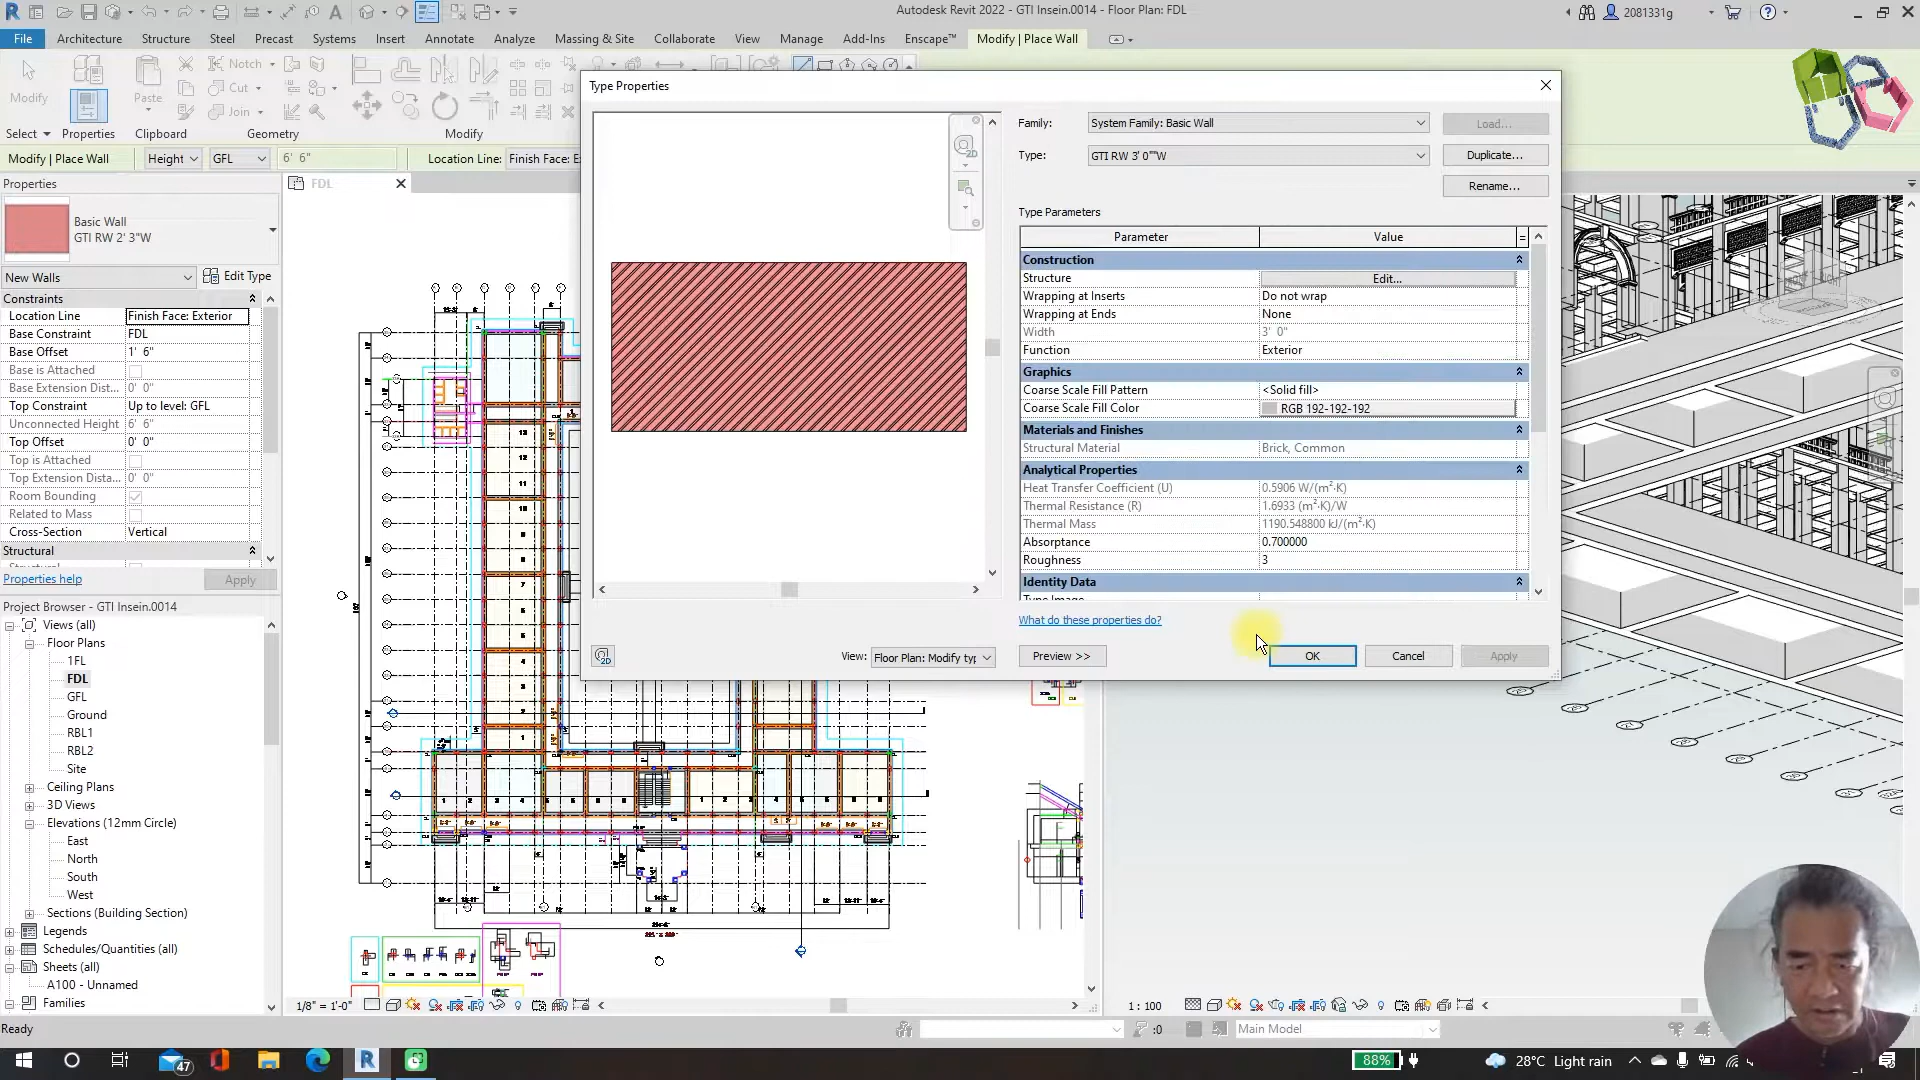 Autodesk Revit 2022 - GTI Insein.0014 - Floor Plan: FDL
2081331g
File
Architecture
Structure
Steel
Precast
Systems
Insert
Annotate
Analyze
Massing & Site
Collaborate
View
Manage
Add-Ins
Enscape™
Modify | Place Wall
Modify
Paste
Notch
Cut
Join
Select
Properties
Clipboard
Geometry
Modify
Modify | Place Wall
Height
GFL
6' 6"
Location Line:
Finish Face: E
Properties
FDL
Basic Wall
GTI RW 2' 3"W
New Walls
Edit Type
Constraints
Location Line Finish Face: Exterior
Base Constraint FDL
Base Offset 1' 6"
Base is Attached
Base Extension Dist... 0' 0"
Top Constraint Up to level: GFL
Unconnected Height 6' 6"
Top Offset 0' 0"
Top is Attached
Top Extension Dista... 0' 0"
Room Bounding
Related to Mass
Cross-Section Vertical
Structural
Properties help
Apply
Project Browser - GTI Insein.0014
Views (all)
Floor Plans
1FL
FDL
GFL
Ground
RBL1
RBL2
Site
Ceiling Plans
3D Views
Elevations (12mm Circle)
East
North
South
West
Sections (Building Section)
Legends
Schedules/Quantities (all)
Sheets (all)
A100 - Unnamed
Families
Type Properties
Family: System Family: Basic Wall
Load...
Type: GTI RW 3' 0""W
Duplicate...
Rename...
Type Parameters
Parameter Value =
Construction
Structure Edit...
Wrapping at Inserts Do not wrap
Wrapping at Ends None
Width 3' 0"
Function Exterior
Graphics
Coarse Scale Fill Pattern <Solid fill>
Coarse Scale Fill Color RGB 192-192-192
Materials and Finishes
Structural Material Brick, Common
Analytical Properties
Heat Transfer Coefficient (U) 0.5906 W/(m²·K)
Thermal Resistance (R) 1.6933 (m²·K)/W
Thermal Mass 1190.548800 kJ/(m²·K)
Absorptance 0.700000
Roughness 3
Identity Data
Type Image
What do these properties do?
View: Floor Plan: Modify typ
Preview >>
OK
Cancel
Apply
1/8" = 1'-0"
1 : 100
Ready
:0
Main Model
47
88%
28°C Light rain